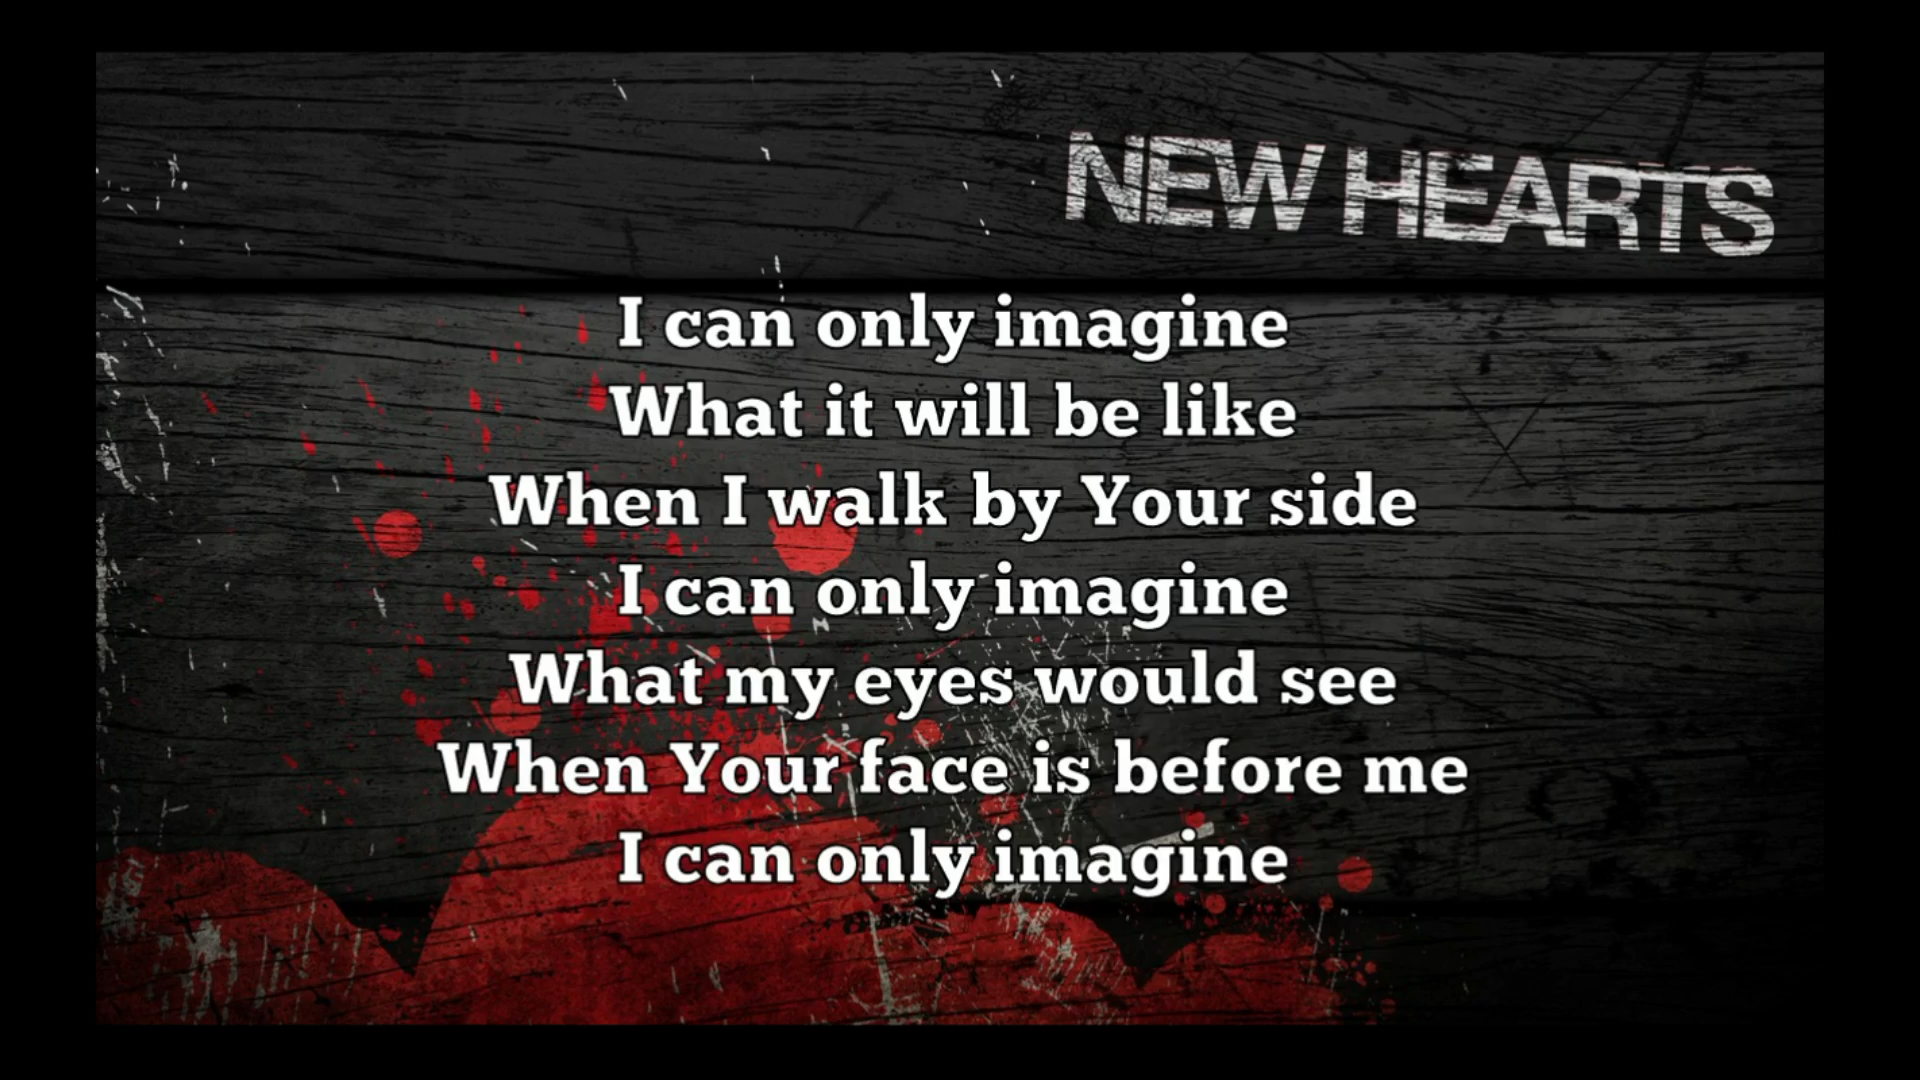 NEW HEARTS
I can only imagine
What it will be like
When I walk by Your side
I can only imagine
What my eyes would see
When Your face is before me
I can only imagine